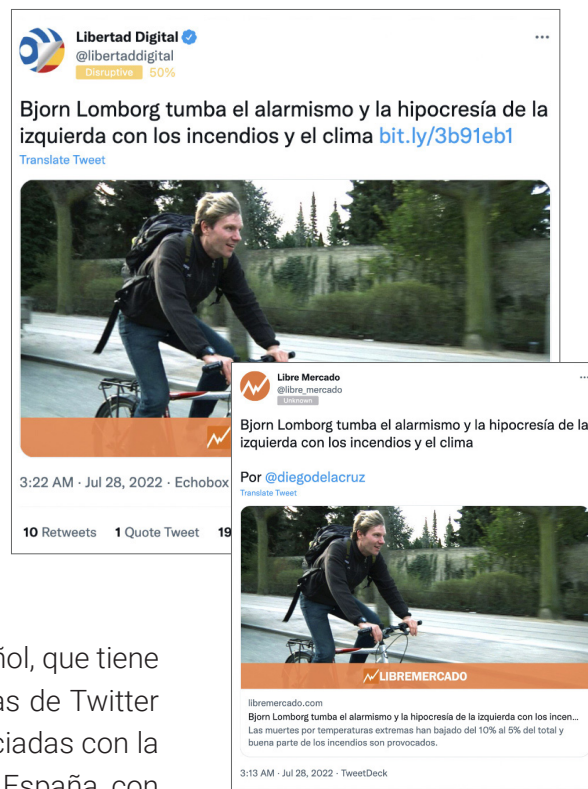 Libertad Digital
@libertaddigital
Disruptive 50%
Bjorn Lomborg tumba el alarmismo y la hipocresía de la
izquierda con los incendios y el clima bit.ly/3b91eb1
Translate Tweet
3:22 AM · Jul 28, 2022 · Echobox
10 Retweets 1 Quote Tweet 19
Libre Mercado
@libre_mercado
Unknown
Bjorn Lomborg tumba el alarmismo y la hipocresía de la
izquierda con los incendios y el clima
Por @diegodelacruz
Translate Tweet
LIBREMERCADO
libremercado.com
Bjorn Lomborg tumba el alarmismo y la hipocresía de la izquierda con los incen...
Las muertes por temperaturas extremas han bajado del 10% al 5% del total y
buena parte de los incendios son provocados.
3:13 AM · Jul 28, 2022 · TweetDeck
ñol, que tiene
as de Twitter
ciadas con la
España, con